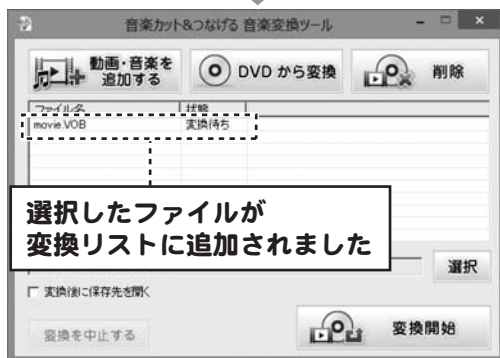 音楽カット&つなげる 音楽変換ツール
動画・音楽を
追加する
DVD から変換
削除
ファイル名
状態
movie.VOB
変換待ち
選択したファイルが
変換リストに追加されました
選択
変換後に保存先を開く
変換を中止する
変換開始